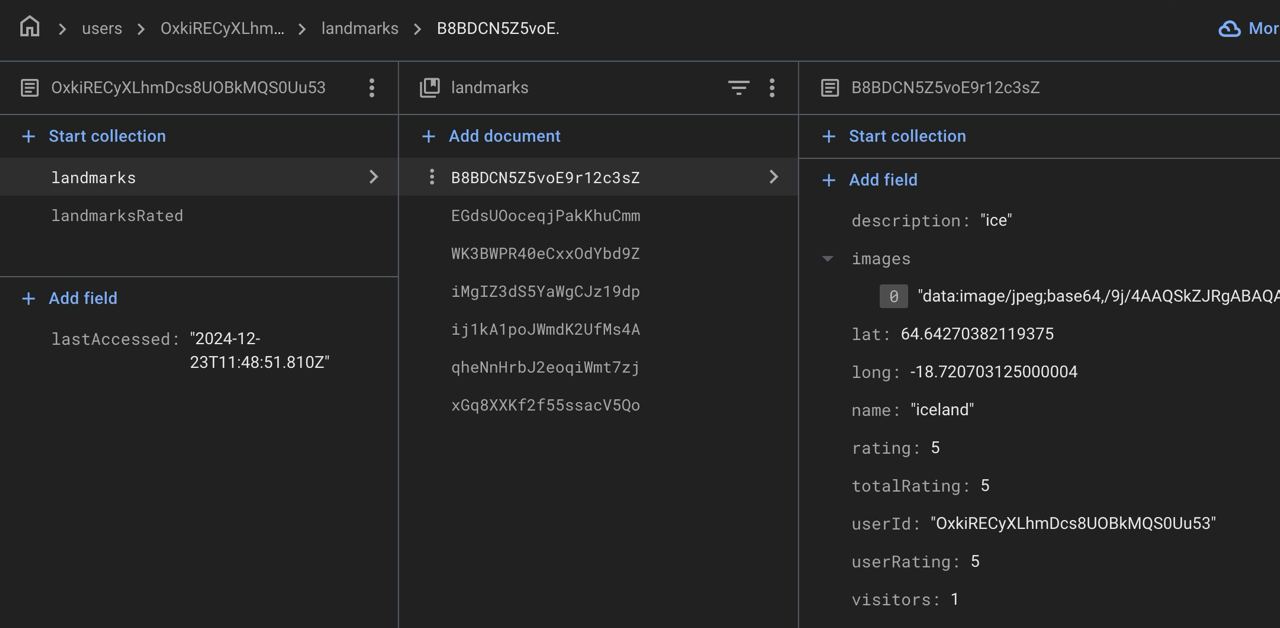 users
OxkiRECyXLhm…
landmarks
B8BDCN5Z5voE.
Mor
OxkiRECyXLhmDcs8UOBkMQS0Uu53
landmarks
B8BDCN5Z5voE9r12c3sZ
+ Start collection
+ Add document
+ Start collection
landmarks
landmarksRated
+ Add field
lastAccessed: "2024-12-
23T11:48:51.810Z"
B8BDCN5Z5voE9r12c3sZ
EGdsUOoceqjPakKhuCmm
WK3BWPR40eCxxOdYbd9Z
iMgIZ3dS5YaWgCJz19dp
ij1kA1poJWmdK2UfMs4A
qheNnHrbJ2eoqiWmt7zj
xGq8XXKf2f55ssacV5Qo
+ Add field
description: "ice"
images
0 "data:image/jpeg;base64,/9j/4AAQSkZJRgABAQA
lat: 64.64270382119375
long: -18.720703125000004
name: "iceland"
rating: 5
totalRating: 5
userId: "OxkiRECyXLhmDcs8UOBkMQS0Uu53"
userRating: 5
visitors: 1